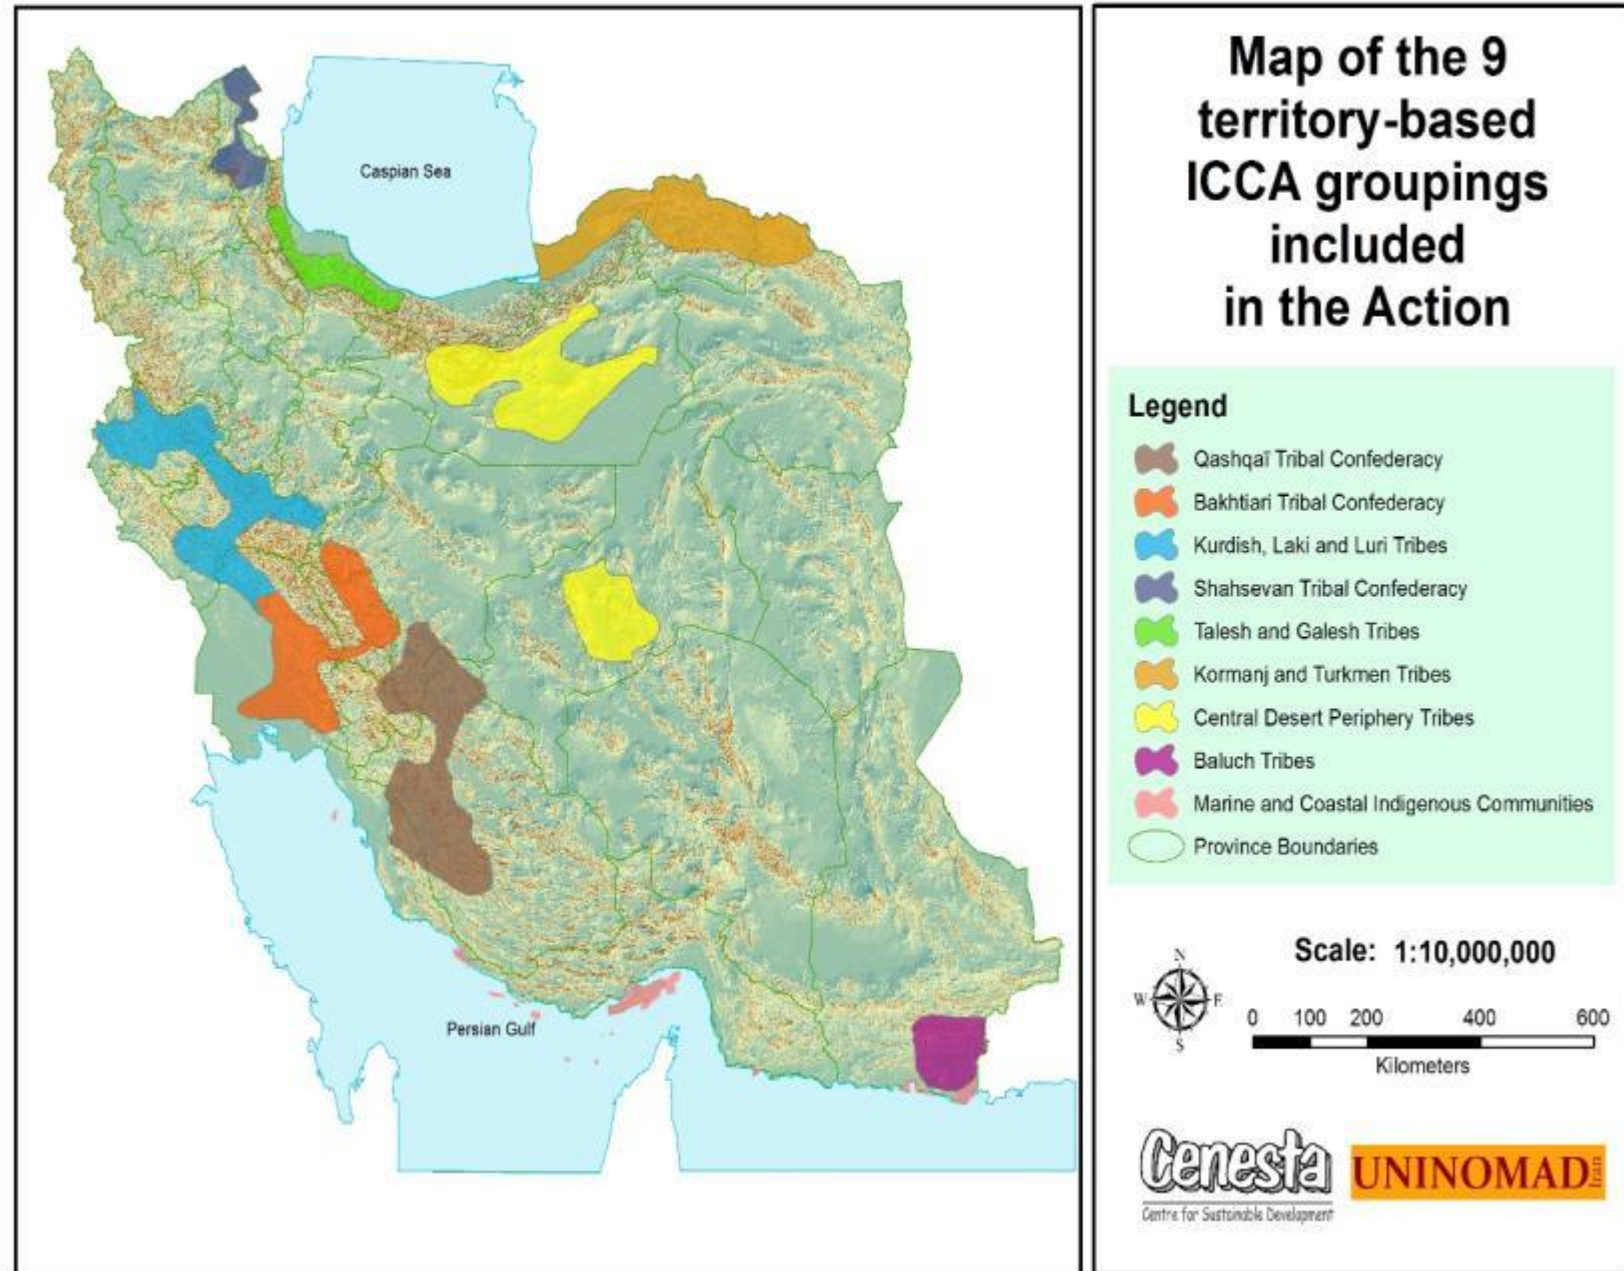 Caspian Sea
Persian Gulf
Map of the 9
territory-based
ICCA groupings
included
in the Action
Legend
Qashqaï Tribal Confederacy
Bakhtiari Tribal Confederacy
Kurdish, Laki and Luri Tribes
Shahsevan Tribal Confederacy
Talesh and Galesh Tribes
Kormanj and Turkmen Tribes
Central Desert Periphery Tribes
Baluch Tribes
Marine and Coastal Indigenous Communities
Province Boundaries
N
W E
S
Scale: 1:10,000,000
0 100 200 400 600
Kilometers
Cenesta
Centre for Sustainable Development
UNINOMAD Iran